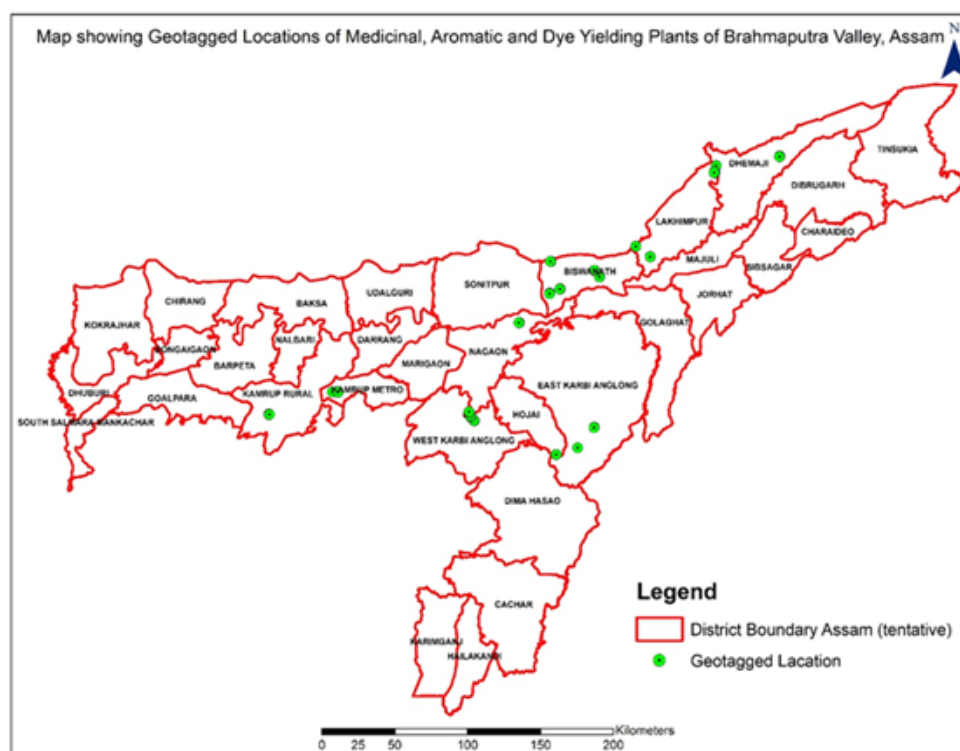 Map showing Geotagged Locations of Medicinal, Aromatic and Dye Yielding Plants of Brahmaputra Valley, Assam
N
TINSUKIA
DHEMAJI
DIBRUGARH
LAKHIMPUR
CHARAIDEO
MAJULI
SIBSAGAR
BISWANATH
SONITPUR
JORHAT
UDALGURI
CHIRANG
BAKSA
KOKRAJHAR
GOLAGHAT
NALBARI
DARRANG
BONGAIGAON
NAGAON
MARIGAON
BARPETA
EAST KARBI ANGLONG
DHUBURI
GOALPARA
KAMRUP RURAL
KAMRUP METRO
HOJAI
SOUTH SALMARA MANKACHAR
WEST KARBI ANGLONG
DIMA HASAO
CACHAR
KARIMGANJ
HAILAKANDI
Legend
District Boundary Assam (tentative)
Geotagged Lacation
Kilometers
0 25 50 100 150 200